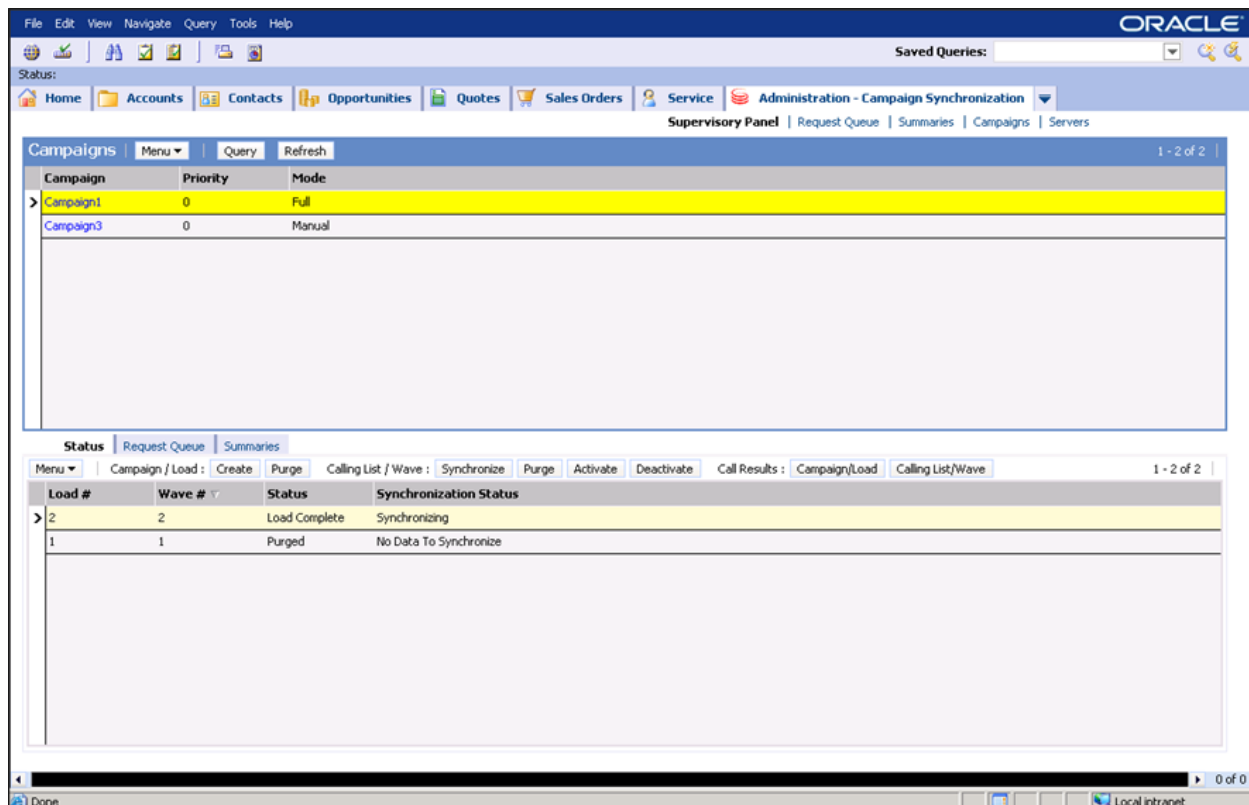 File Edit View Navigate Query Tools Help ORACLE
Saved Queries:
Status:
Home Accounts Contacts Opportunities Quotes Sales Orders Service Administration - Campaign Synchronization
Supervisory Panel | Request Queue | Summaries | Campaigns | Servers
Campaigns Menu Query Refresh 1 - 2 of 2
Campaign Priority Mode
Campaign1 0 Full
Campaign3 0 Manual
Status Request Queue Summaries
Menu Campaign / Load : Create Purge Calling List / Wave : Synchronize Purge Activate Deactivate Call Results : Campaign/Load Calling List/Wave 1 - 2 of 2
Load # Wave # Status Synchronization Status
2 2 Load Complete Synchronizing
1 1 Purged No Data To Synchronize
0 of 0
Done Local intranet